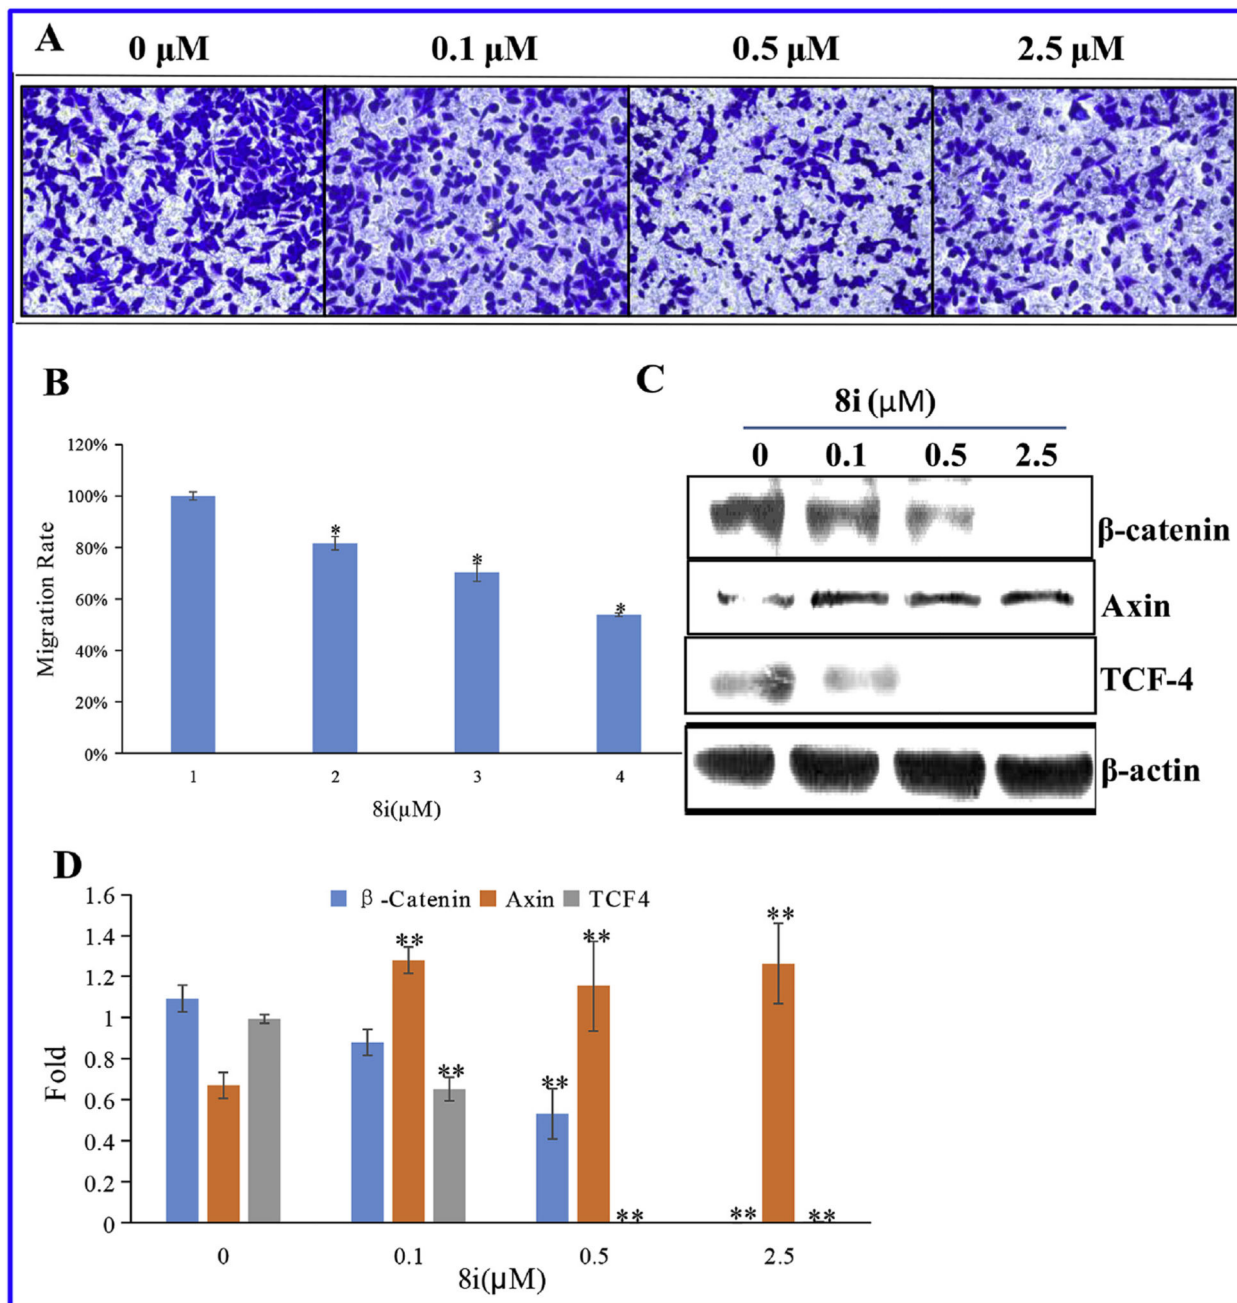 A
0 μM 0.1 μM 0.5 μM 2.5 μM
B
120%
100%
80%
60%
40%
20%
0%
Migration Rate
* * *
1 2 3 4
8i(μM)
C
8i (μM)
0 0.1 0.5 2.5
β-catenin
Axin
TCF-4
β-actin
D
β-Catenin Axin TCF4
1.6
1.4
1.2
1
0.8
0.6
0.4
0.2
0
Fold
** ** ** ** ** ** ** **
0 0.1 0.5 2.5
8i(μM)